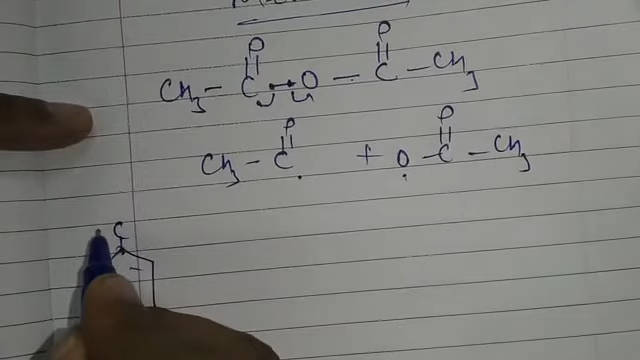 O O
CH3 – C •–• O – C – CH3
O O
CH3 – C • + O • – C – CH3
C